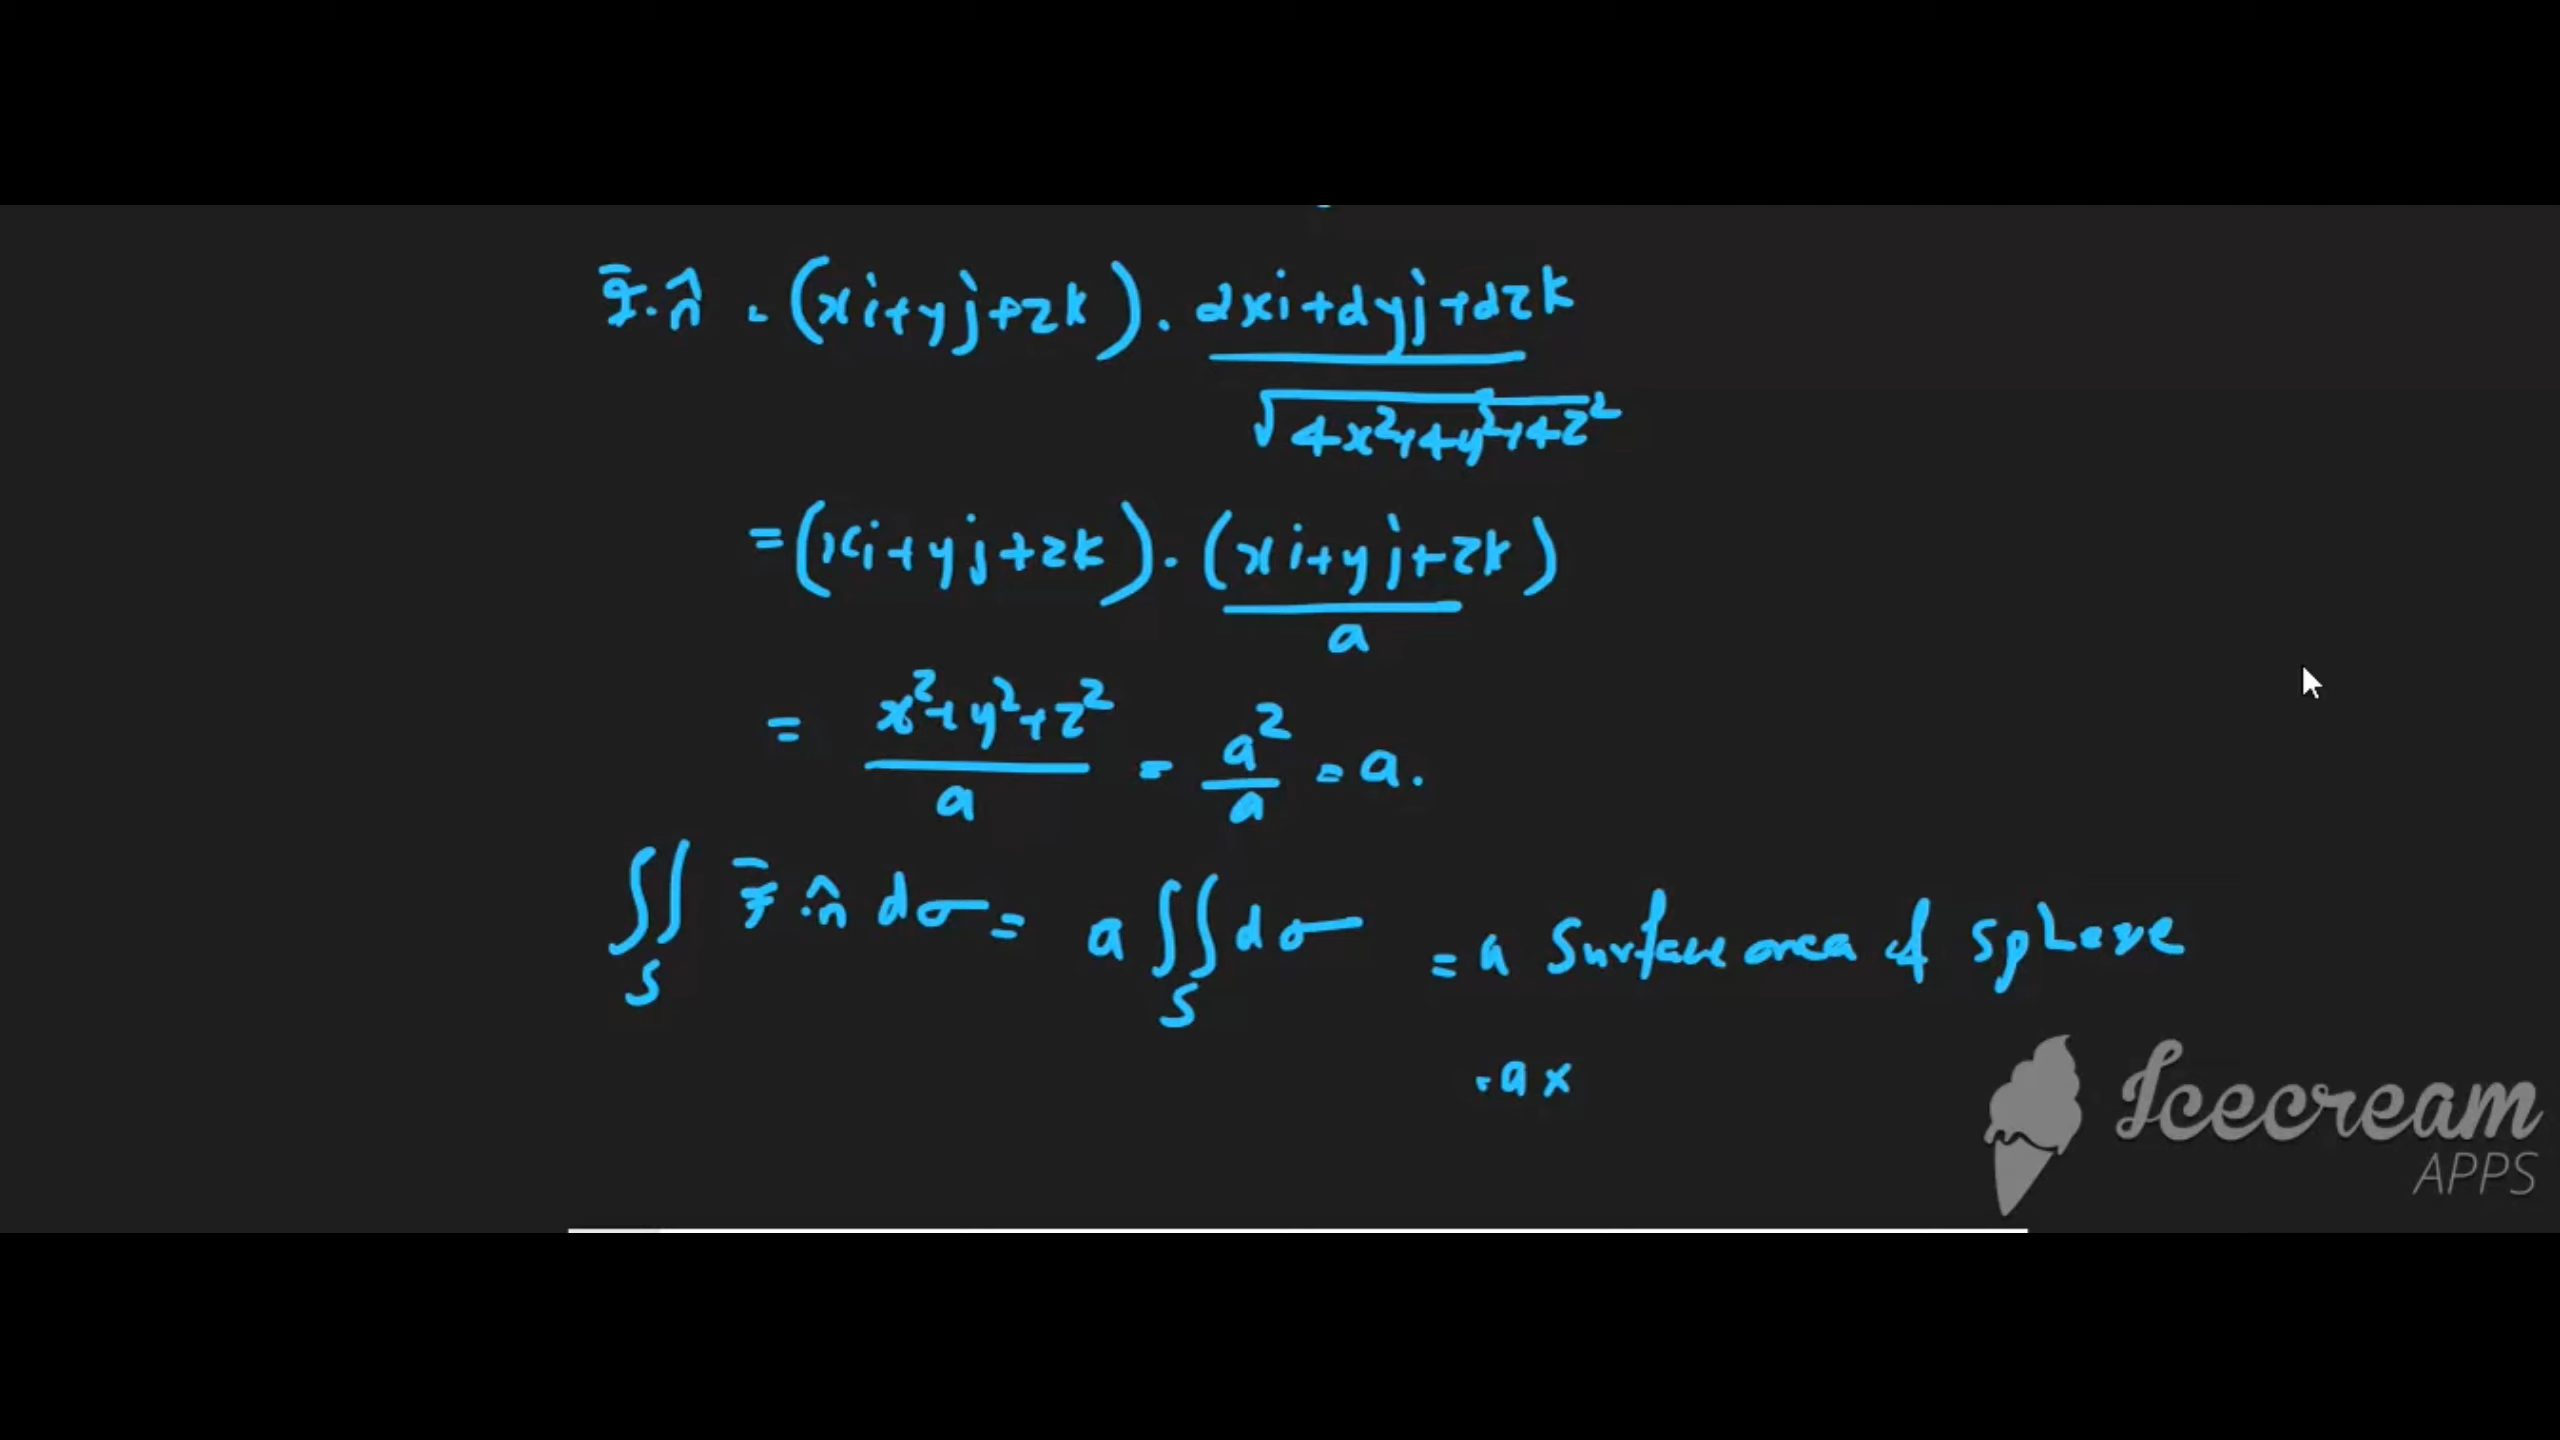 F̄.n̂ = (xi+yj+zk) . 2xi+2yj+2zk
√4x²+4y²+4z²
=(xi+yj+zk).(xi+yj+zk)
a
= x²+y²+z² = a² = a.
a a
∬ F̄.n̂ dσ = a∬dσ = a Surface area of sphere
S S
= a x
Icecream
APPS